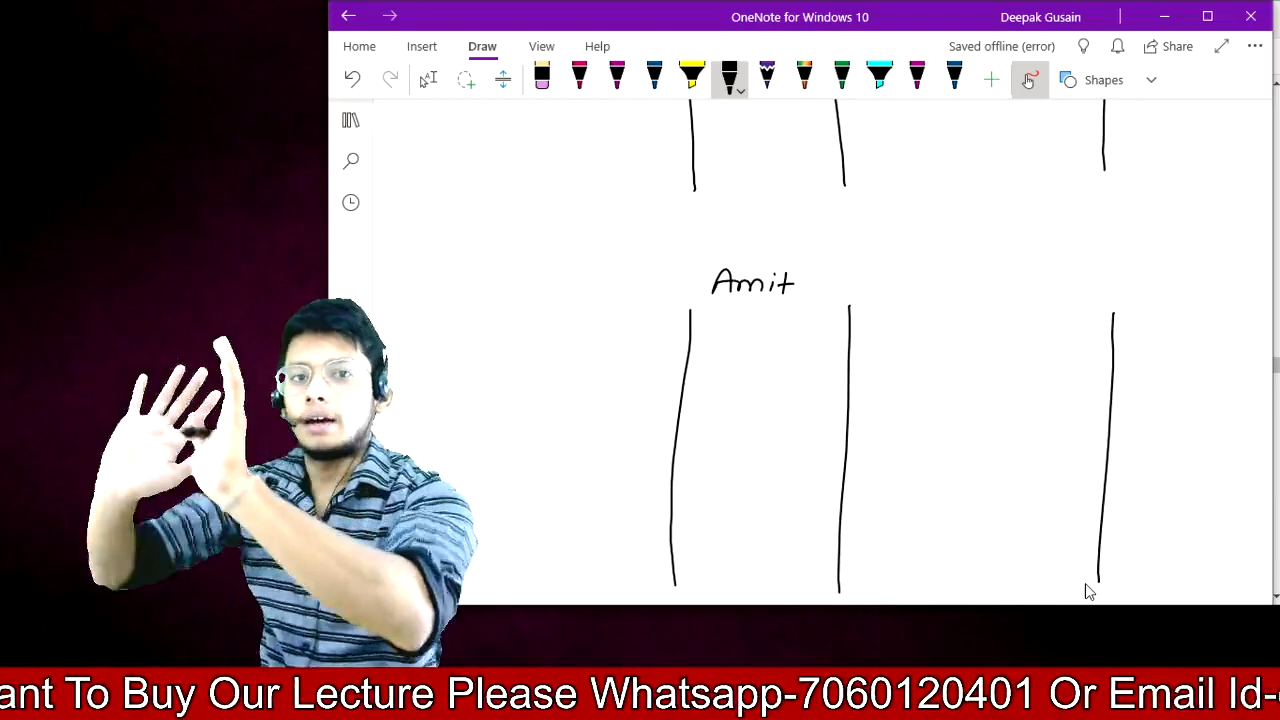 OneNote for Windows 10
Deepak Gusain
Home Insert Draw View Help
Saved offline (error)
Share
Shapes
Amit
ant To Buy Our Lecture Please Whatsapp-7060120401 Or Email Id-